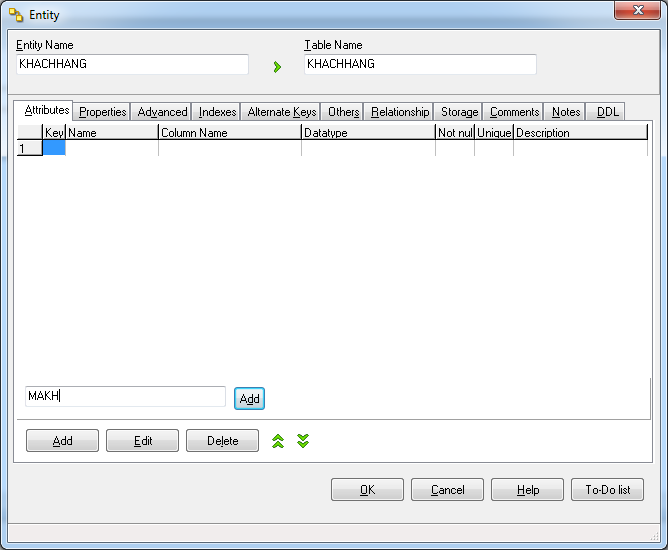 Entity
Entity Name
Table Name
KHACHHANG
KHACHHANG
Attributes Properties Advanced Indexes Alternate Keys Others Relationship Storage Comments Notes DDL
Key Name Column Name Datatype Not nul Unique Description
1
MAKH
Add
Add Edit Delete
OK Cancel Help To-Do list